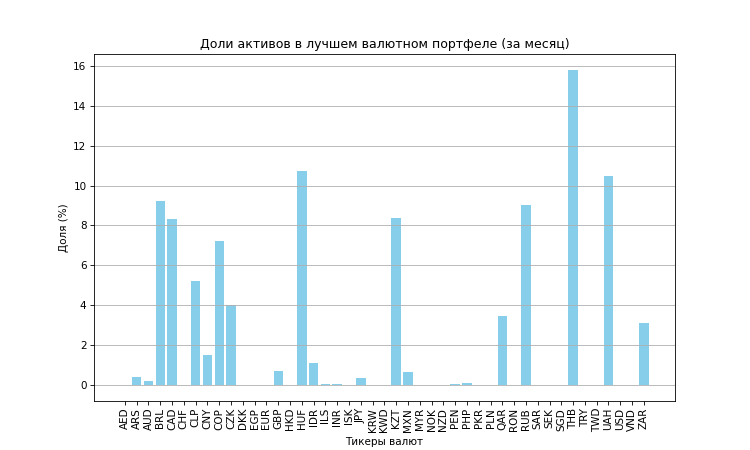 Доли активов в лучшем валютном портфеле (за месяц)
Доля (%)
16
14
12
10
8
6
4
2
0
AED ARS AUD BRL CAD CHF CLP CNY COP CZK DKK EGP EUR GBP HKD HUF IDR ILS INR ISK JPY KRW KWD KZT MXN MYR NOK NZD PEN PHP PKR PLN QAR RON RUB SAR SEK SGD THB TRY TWD UAH USD VND ZAR
Тикеры валют